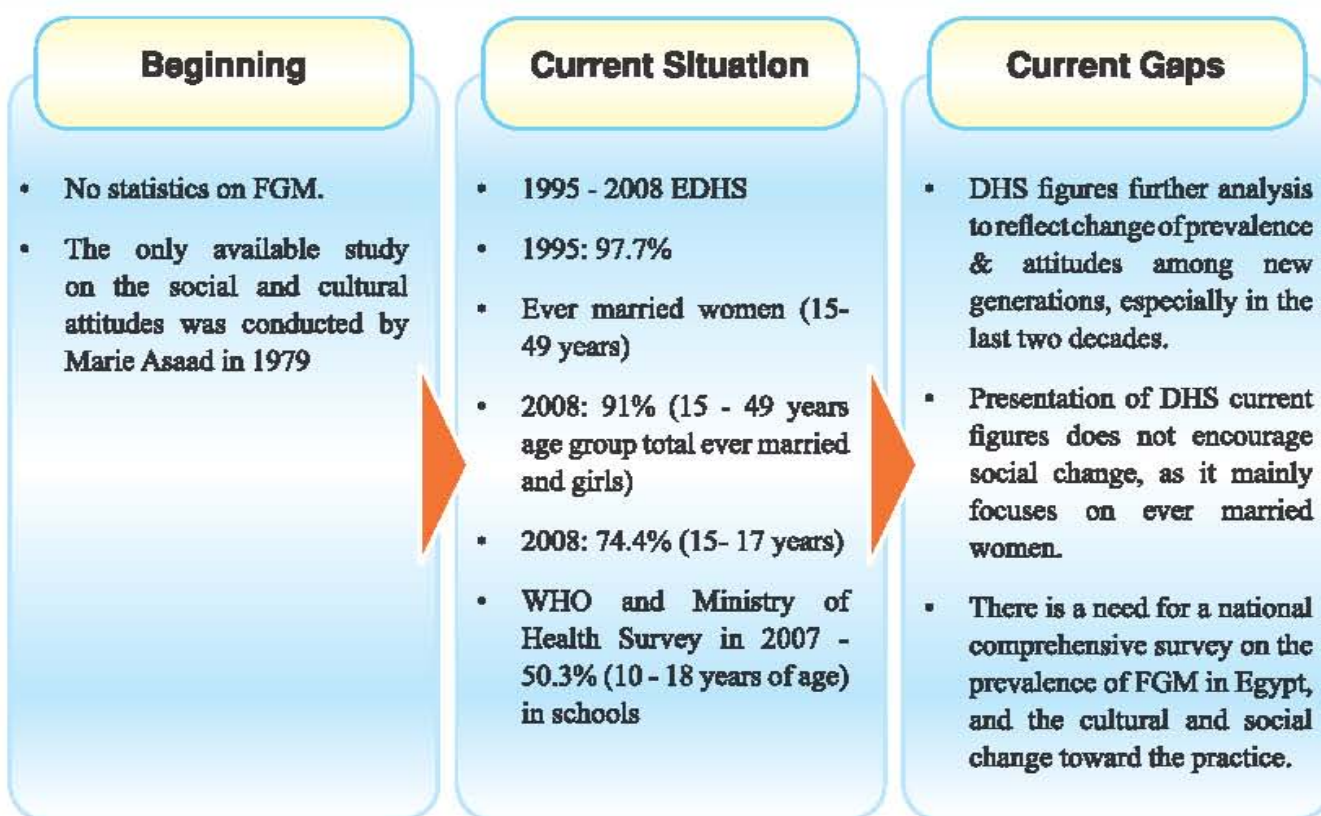 Beginning
• No statistics on FGM.
• The only available study
on the social and cultural
attitudes was conducted by
Marie Asaad in 1979
Current Situation
• 1995 - 2008 EDHS
• 1995: 97.7%
• Ever married women (15-
49 years)
• 2008: 91% (15 - 49 years
age group total ever married
and girls)
• 2008: 74.4% (15- 17 years)
• WHO and Ministry of
Health Survey in 2007 -
50.3% (10 - 18 years of age)
in schools
Current Gaps
• DHS figures further analysis
to reflect change of prevalence
& attitudes among new
generations, especially in the
last two decades.
• Presentation of DHS current
figures does not encourage
social change, as it mainly
focuses on ever married
women.
• There is a need for a national
comprehensive survey on the
prevalence of FGM in Egypt,
and the cultural and social
change toward the practice.